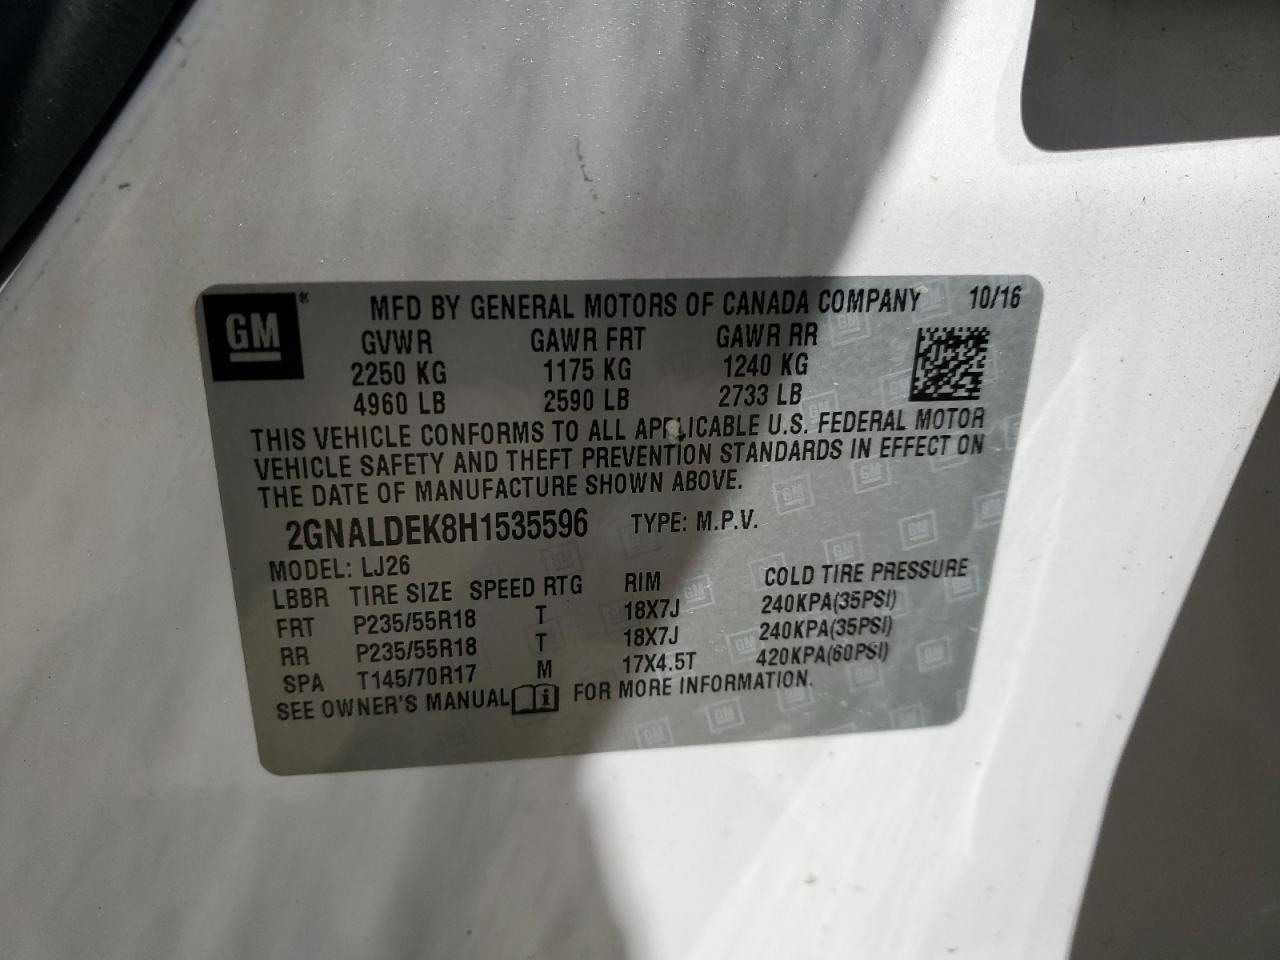 GM ® MFD BY GENERAL MOTORS OF CANADA COMPANY 10/16
GVWR GAWR FRT GAWR RR
2250 KG 1175 KG 1240 KG
4960 LB 2590 LB 2733 LB
THIS VEHICLE CONFORMS TO ALL APPLICABLE U.S. FEDERAL MOTOR
VEHICLE SAFETY AND THEFT PREVENTION STANDARDS IN EFFECT ON
THE DATE OF MANUFACTURE SHOWN ABOVE.
2GNALDEK8H1535596 TYPE: M.P.V.
MODEL: LJ26
LBBR TIRE SIZE SPEED RTG RIM COLD TIRE PRESSURE
FRT P235/55R18 T 18X7J 240KPA(35PSI)
RR P235/55R18 T 18X7J 240KPA(35PSI)
SPA T145/70R17 M 17X4.5T 420KPA(60PSI)
SEE OWNER'S MANUAL i FOR MORE INFORMATION.